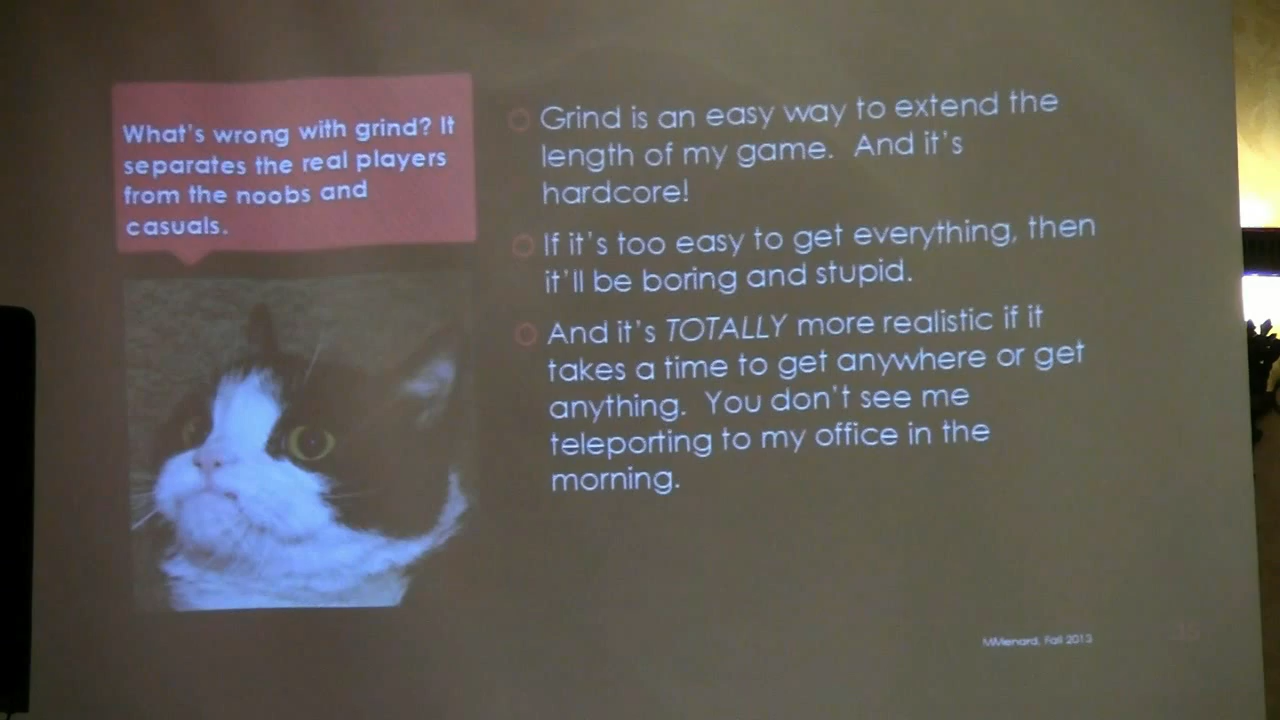 What's wrong with grind? It
separates the real players
from the noobs and
casuals.
Grind is an easy way to extend the
length of my game. And it's
hardcore!
If it's too easy to get everything, then
it'll be boring and stupid.
And it's TOTALLY more realistic if it
takes a time to get anywhere or get
anything. You don't see me
teleporting to my office in the
morning.
MMenard, Fall 2013